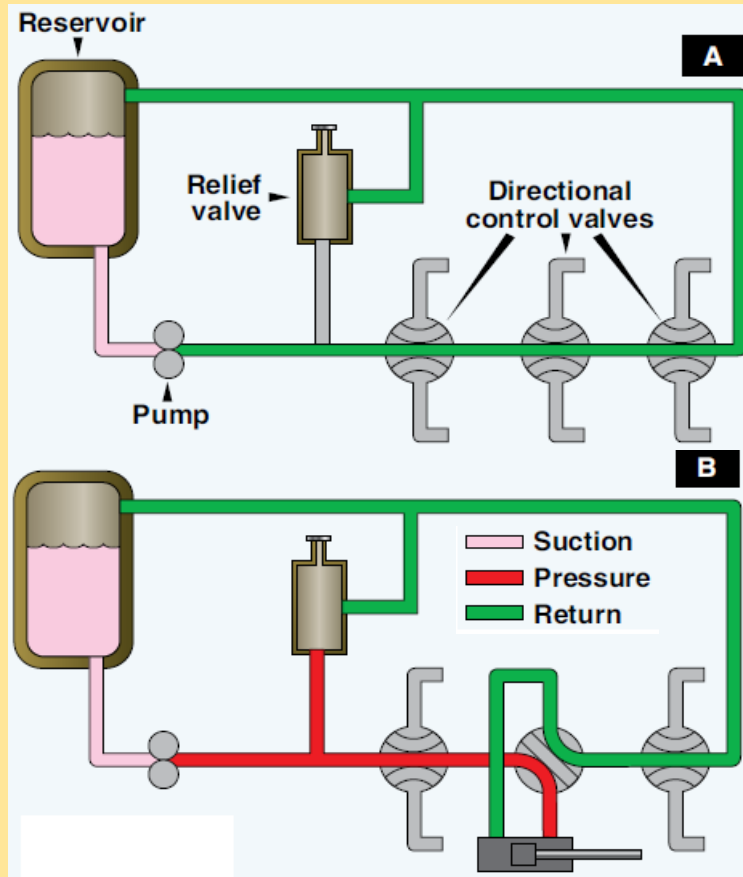 Reservoir
A
Relief
valve
Directional
control valves
Pump
B
Suction
Pressure
Return